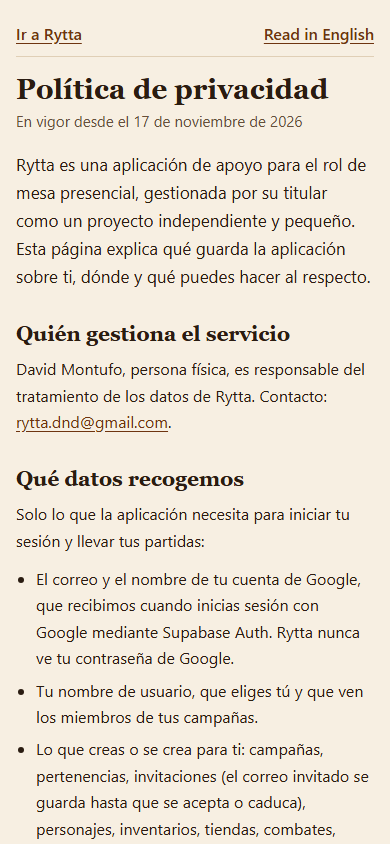 Ir a Rytta
Read in English
Política de privacidad
En vigor desde el 17 de noviembre de 2026
Rytta es una aplicación de apoyo para el rol de
mesa presencial, gestionada por su titular
como un proyecto independiente y pequeño.
Esta página explica qué guarda la aplicación
sobre ti, dónde y qué puedes hacer al respecto.
Quién gestiona el servicio
David Montufo, persona física, es responsable del
tratamiento de los datos de Rytta. Contacto:
rytta.dnd@gmail.com.
Qué datos recogemos
Solo lo que la aplicación necesita para iniciar tu
sesión y llevar tus partidas:
• El correo y el nombre de tu cuenta de Google,
que recibimos cuando inicias sesión con
Google mediante Supabase Auth. Rytta nunca
ve tu contraseña de Google.
• Tu nombre de usuario, que eliges tú y que ven
los miembros de tus campañas.
• Lo que creas o se crea para ti: campañas,
pertenencias, invitaciones (el correo invitado se
guarda hasta que se acepta o caduca),
personajes, inventarios, tiendas, combates,